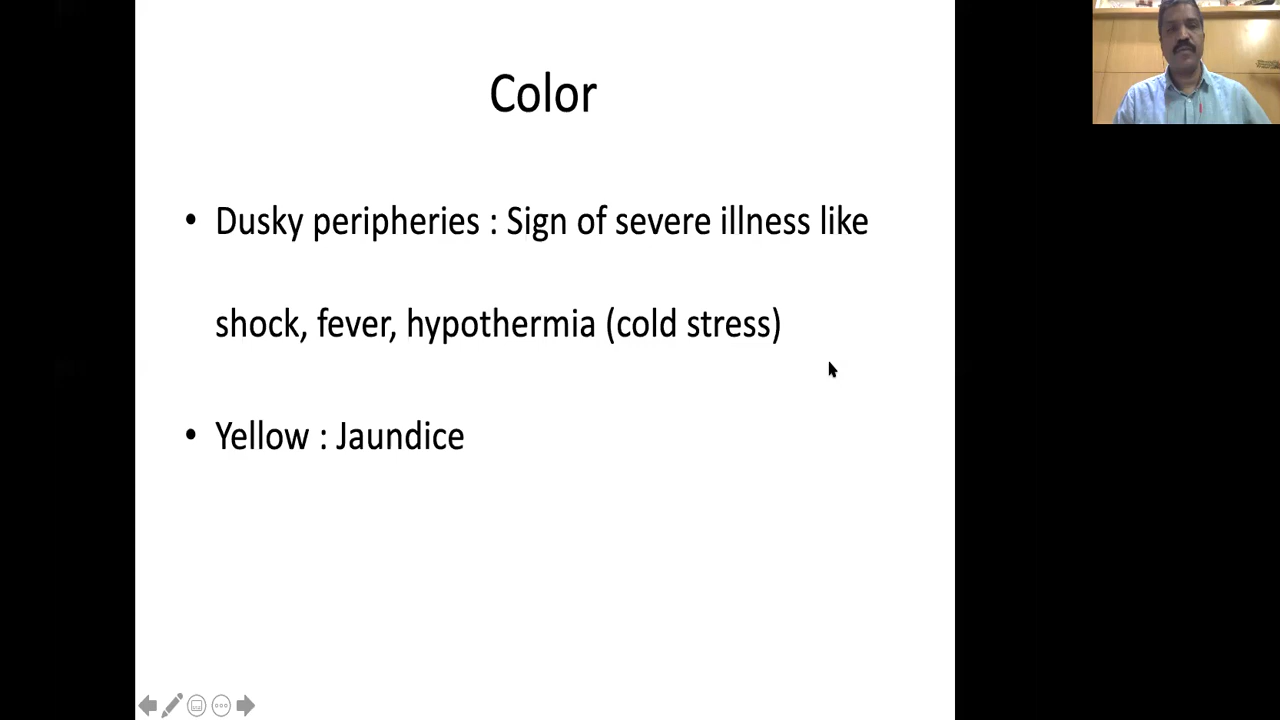 Color
• Dusky peripheries : Sign of severe illness like
shock, fever, hypothermia (cold stress)
• Yellow : Jaundice